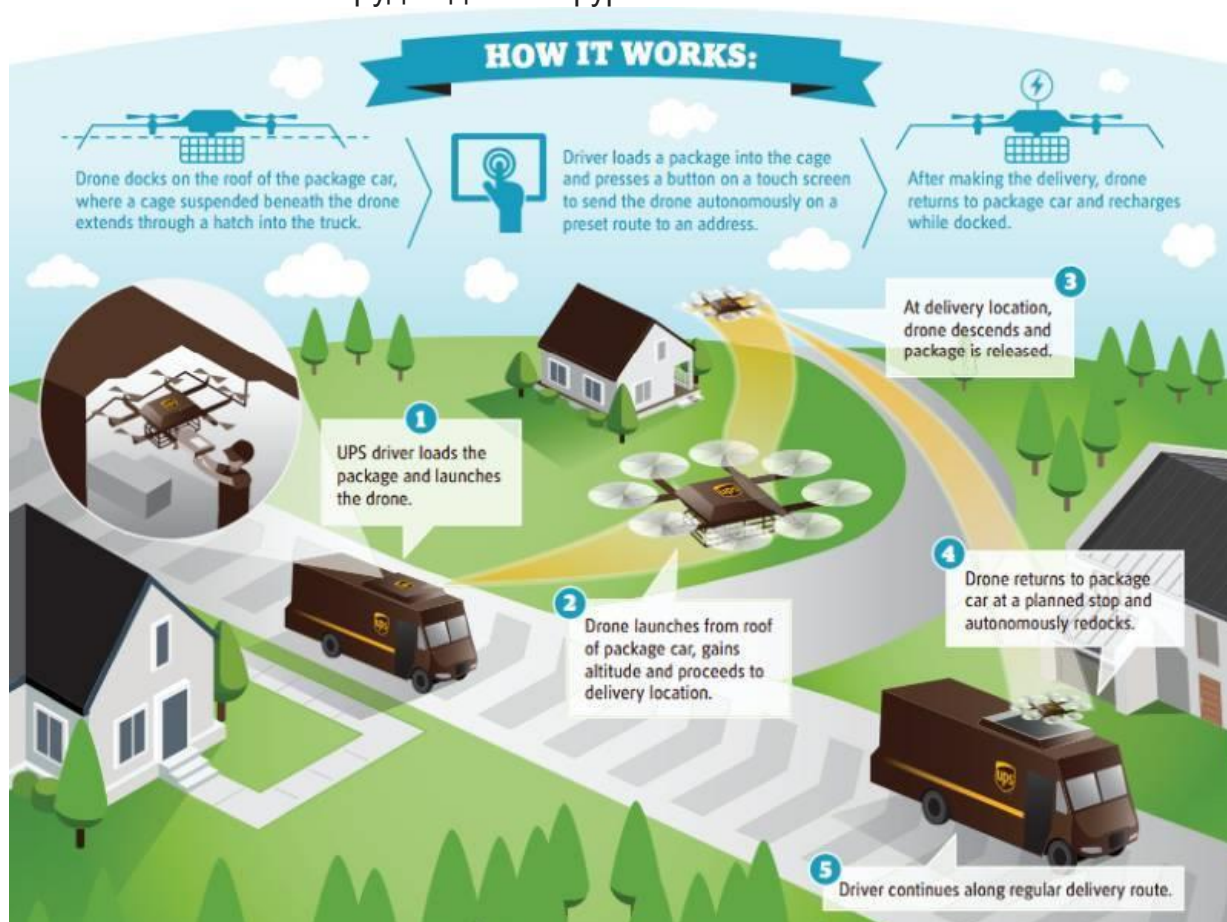 HOW IT WORKS:
Drone docks on the roof of the package car,
where a cage suspended beneath the drone
extends through a hatch into the truck.
Driver loads a package into the cage
and presses a button on a touch screen
to send the drone autonomously on a
preset route to an address.
After making the delivery, drone
returns to package car and recharges
while docked.
3
At delivery location,
drone descends and
package is released.
1
UPS driver loads the
package and launches
the drone.
ups
ups
ups
2
Drone launches from roof
of package car, gains
altitude and proceeds to
delivery location.
4
Drone returns to package
car at a planned stop and
autonomously redocks.
ups
5
Driver continues along regular delivery route.